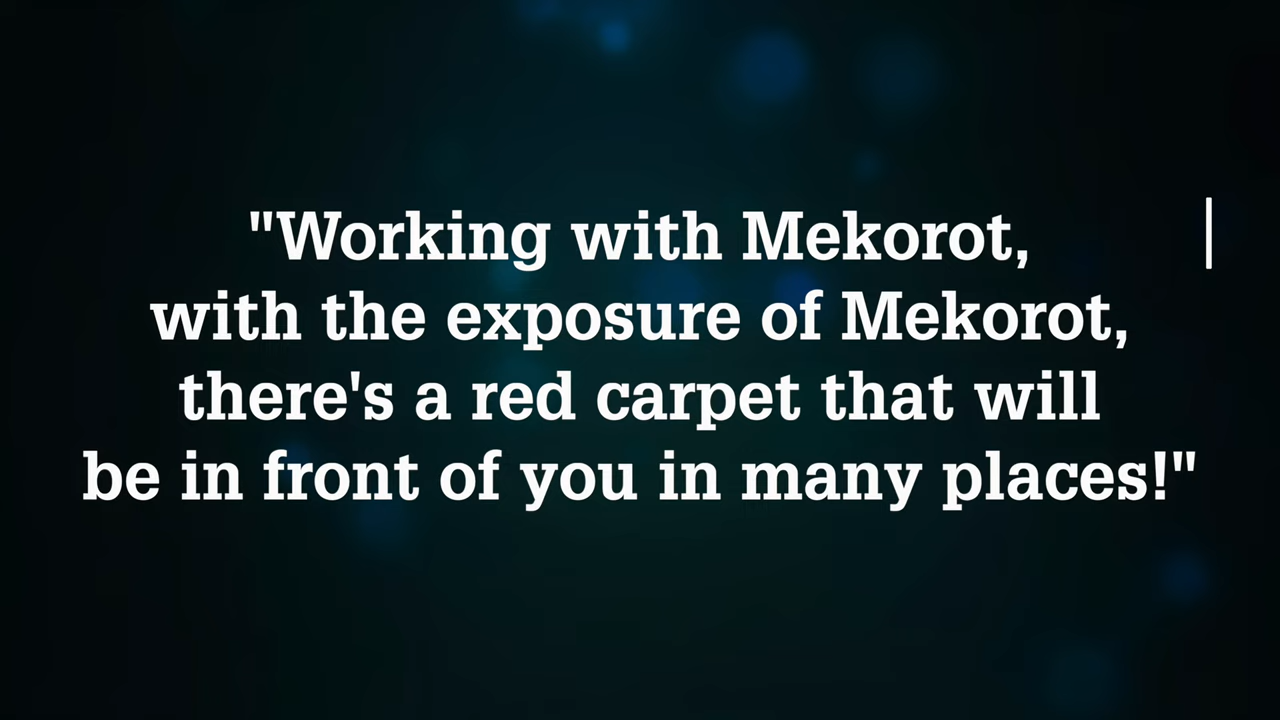 "Working with Mekorot,
with the exposure of Mekorot,
there's a red carpet that will
be in front of you in many places!"